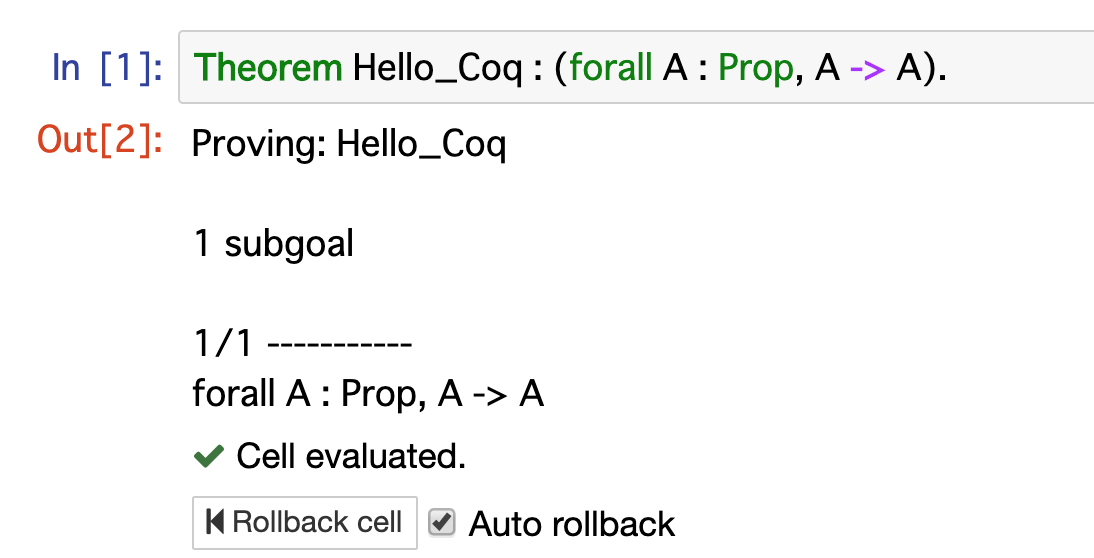 In [1]: Theorem Hello_Coq : (forall A : Prop, A -> A).
Out[2]: Proving: Hello_Coq
1 subgoal
1/1 -----------
forall A : Prop, A -> A
Cell evaluated.
Rollback cell Auto rollback